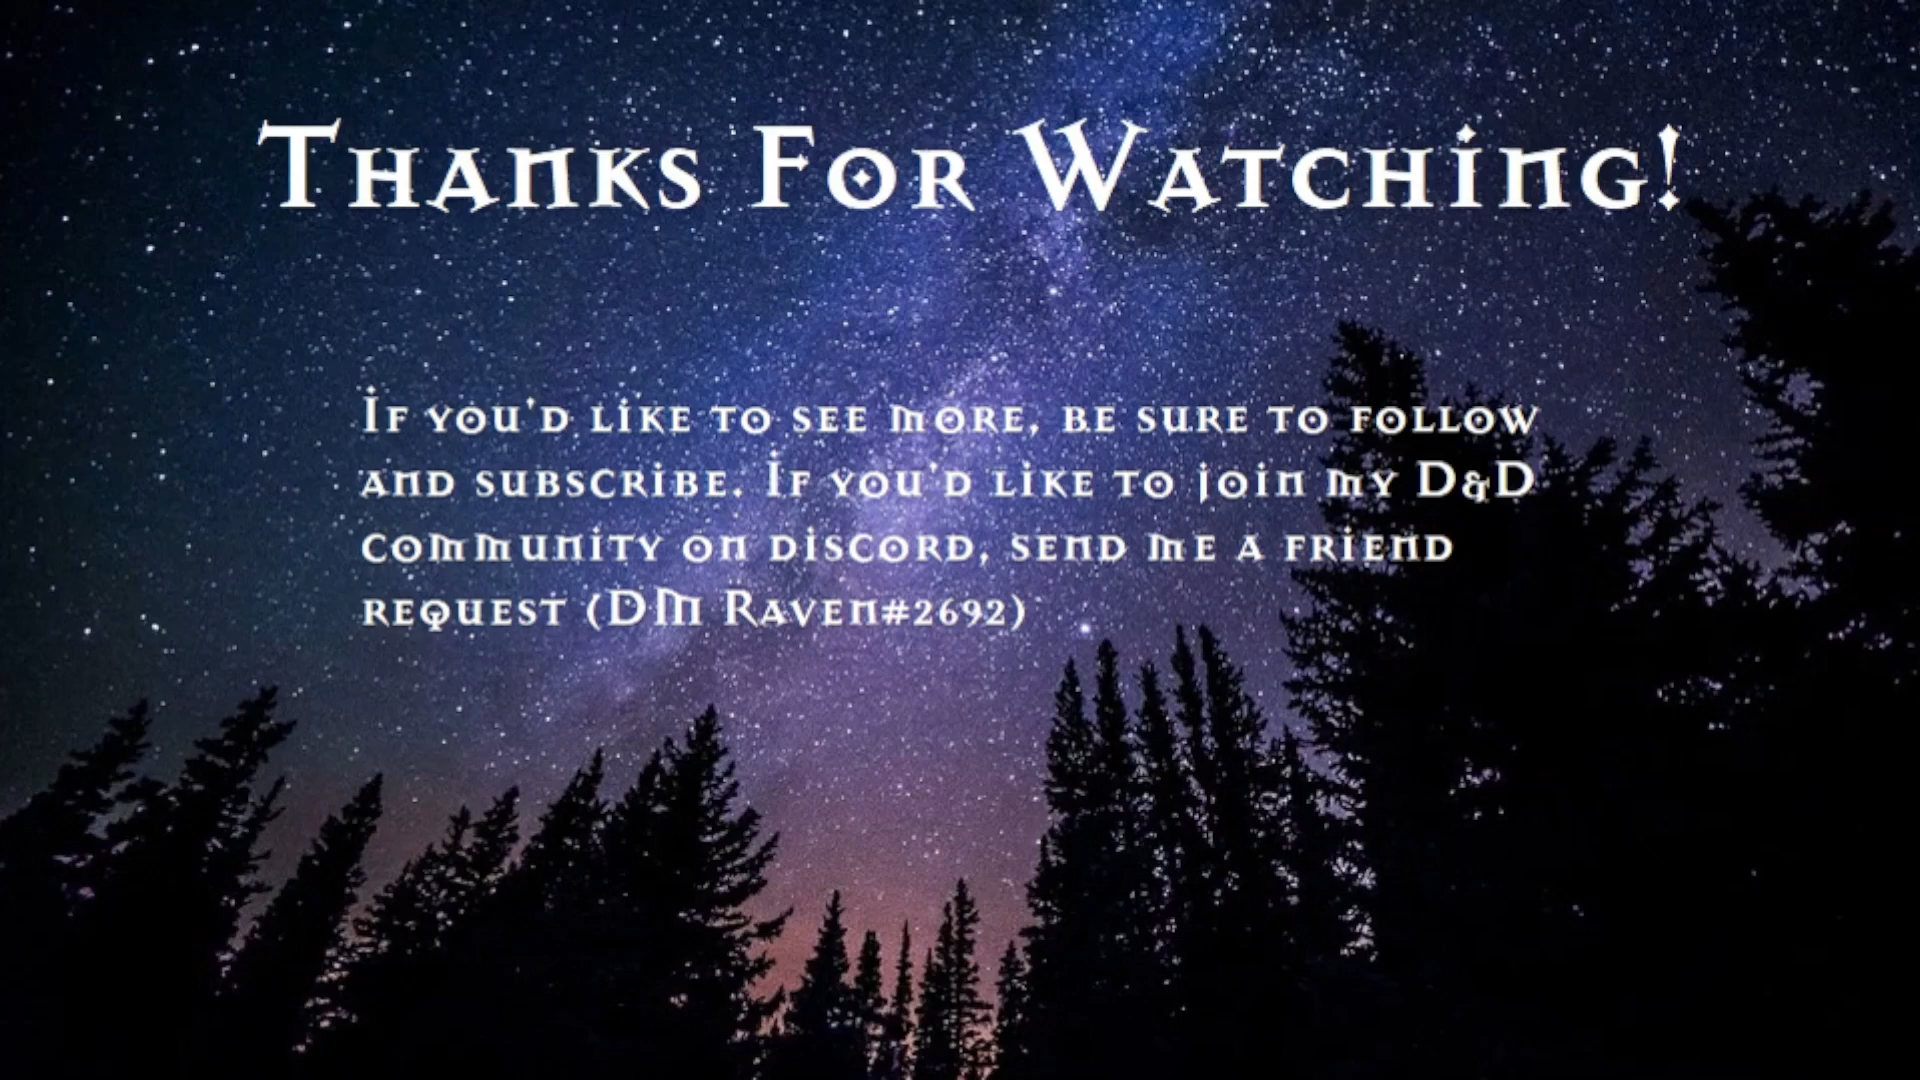 Thanks For Watching!
If you'd like to see more, be sure to follow
and subscribe. If you'd like to join my D&D
community on discord, send me a friend
request (DM Raven#2692)